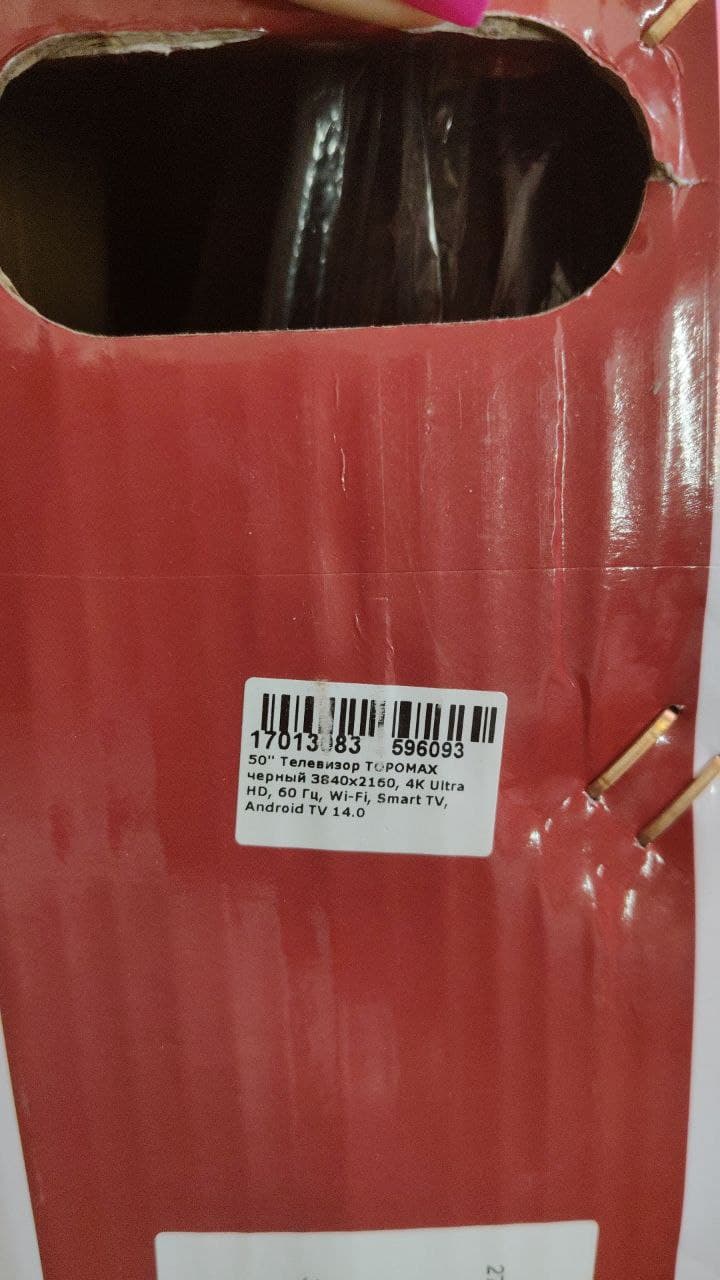 596093
50" Телевизор TOPOMAX
черный 3840x2160, 4K Ultra
HD, 60 Гц, Wi-Fi, Smart TV,
Android TV 14.0